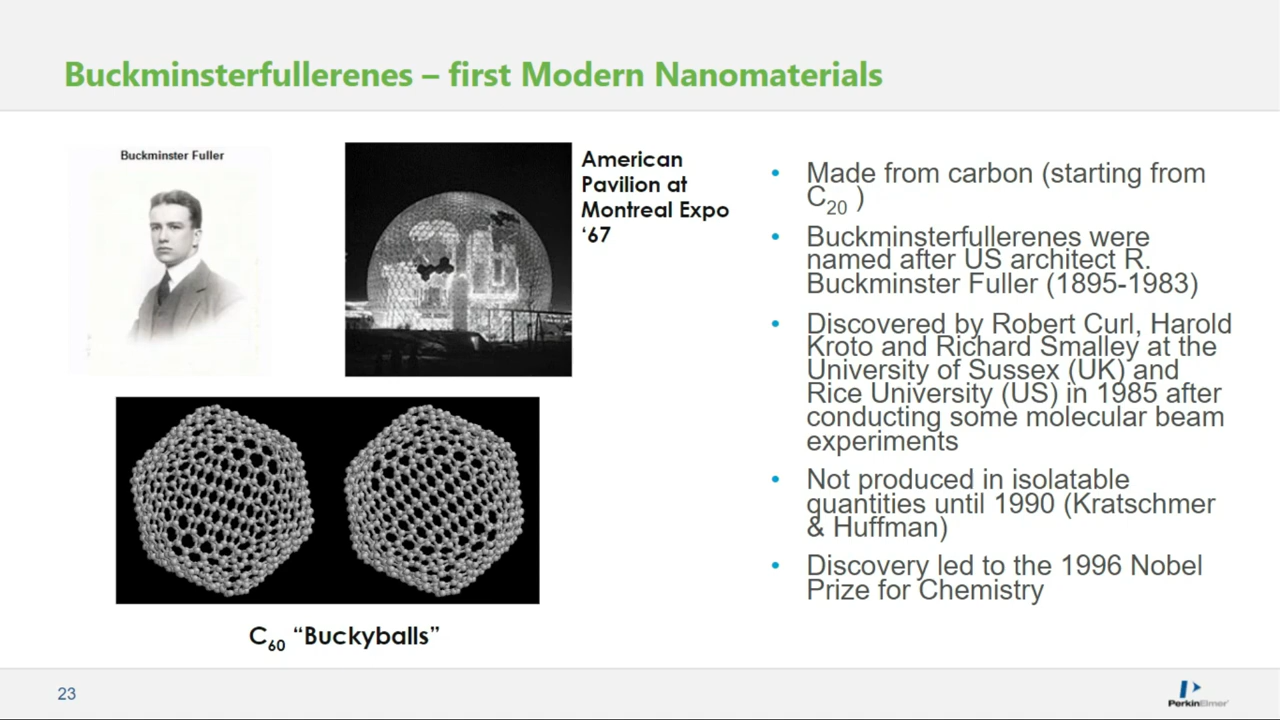 Buckminsterfullerenes – first Modern Nanomaterials
Buckminster Fuller
American
Pavilion at
Montreal Expo
‘67
C60 “Buckyballs”
• Made from carbon (starting from
C20 )
• Buckminsterfullerenes were
named after US architect R.
Buckminster Fuller (1895-1983)
• Discovered by Robert Curl, Harold
Kroto and Richard Smalley at the
University of Sussex (UK) and
Rice University (US) in 1985 after
conducting some molecular beam
experiments
• Not produced in isolatable
quantities until 1990 (Kratschmer
& Huffman)
• Discovery led to the 1996 Nobel
Prize for Chemistry
23
PerkinElmer